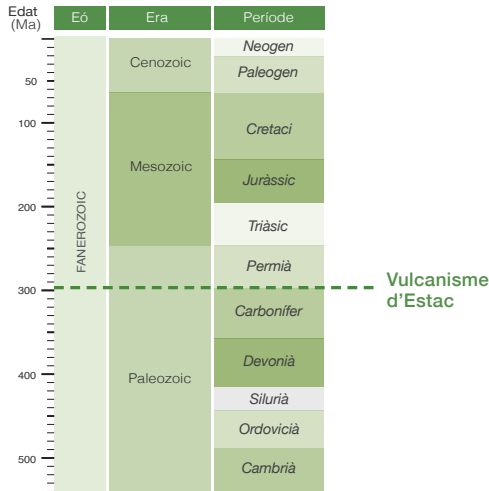 Edat
(Ma)
Eó
Era
Període
Neogen
Cenozoic
Paleogen
50
100
Cretaci
Mesozoic
Juràssic
200
Triàsic
FANEROZOIC
Permià
Vulcanisme
d'Estac
300
Carbonífer
Devonià
400
Paleozoic
Silurià
Ordovicià
500
Cambrià